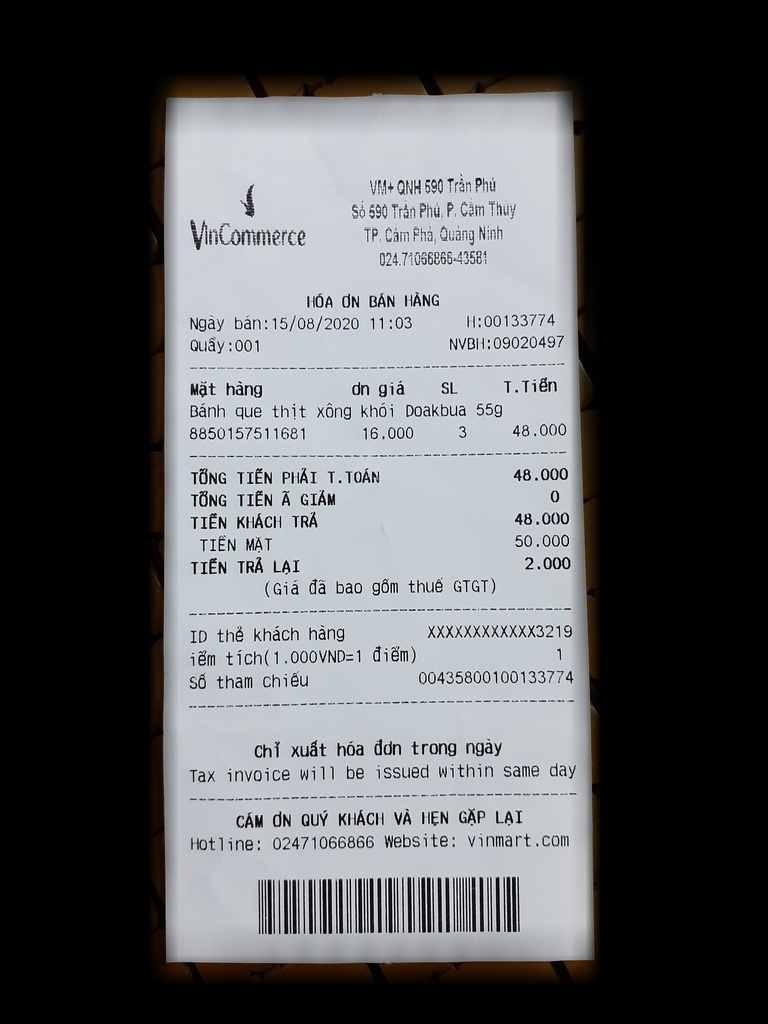 VinCommerce
VM+ QNH 590 Trần Phú
Số 590 Trần Phú, P. Cẩm Thủy
TP. Cẩm Phả, Quảng Ninh
024.71066866-43581
HÓA ƠN BÁN HÀNG
Ngày bán:15/08/2020 11:03 H:00133774
Quầy:001 NVBH:09020497
Mặt hàng ơn giá SL T.Tiền
Bánh que thịt xông khói Doakbua 55g
8850157511681 16.000 3 48.000
TỔNG TIỀN PHẢI T.TOÁN 48.000
TỔNG TIỀN Ã GIẢM 0
TIỀN KHÁCH TRẢ 48.000
TIỀN MẶT 50.000
TIỀN TRẢ LẠI 2.000
(Giá đã bao gồm thuế GTGT)
ID thẻ khách hàng XXXXXXXXXXXX3219
iểm tích(1.000VND=1 điểm) 1
Số tham chiếu 00435800100133774
Chỉ xuất hóa đơn trong ngày
Tax invoice will be issued within same day
CẢM ƠN QUÝ KHÁCH VÀ HẸN GẶP LẠI
Hotline: 02471066866 Website: vinmart.com